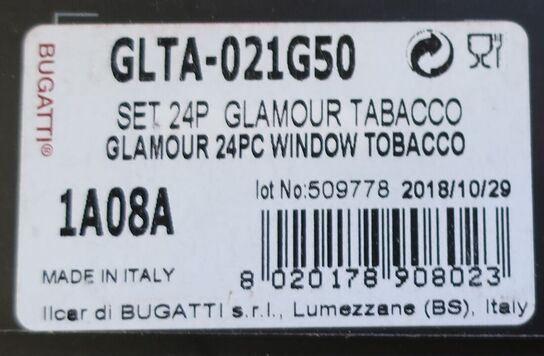 BUGATTI®
GLTA-021G50
SET 24P GLAMOUR TABACCO
GLAMOUR 24PC WINDOW TOBACCO
lot No:509778 2018/10/29
1A08A
8 020178 908023
MADE IN ITALY
Ilcar di BUGATTI s.r.l., Lumezzane (BS), Italy